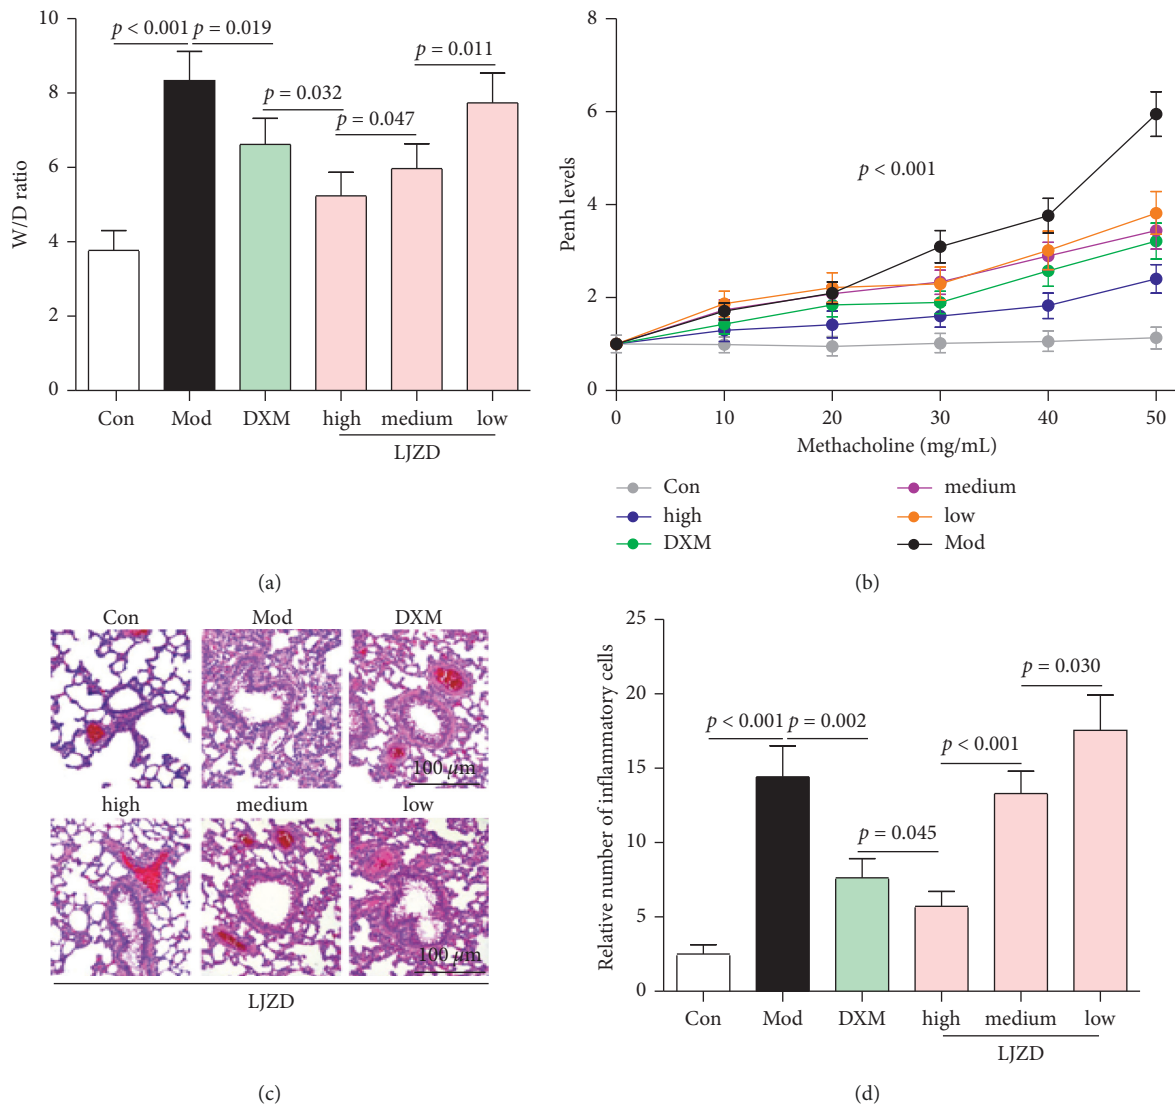 10
8
6
4
2
0
W/D ratio
p < 0.001
p = 0.019
p = 0.032
p = 0.047
p = 0.011
Con
Mod
DXM
high
medium
low
LJZD
(a)
8
6
4
2
0
Penh levels
p < 0.001
0
10
20
30
40
50
Methacholine (mg/mL)
Con
high
DXM
medium
low
Mod
(b)
Con
Mod
DXM
100 μm
high
medium
low
100 μm
LJZD
(c)
25
20
15
10
5
0
Relative number of inflammatory cells
p < 0.001
p = 0.002
p = 0.045
p < 0.001
p = 0.030
Con
Mod
DXM
high
medium
low
LJZD
(d)